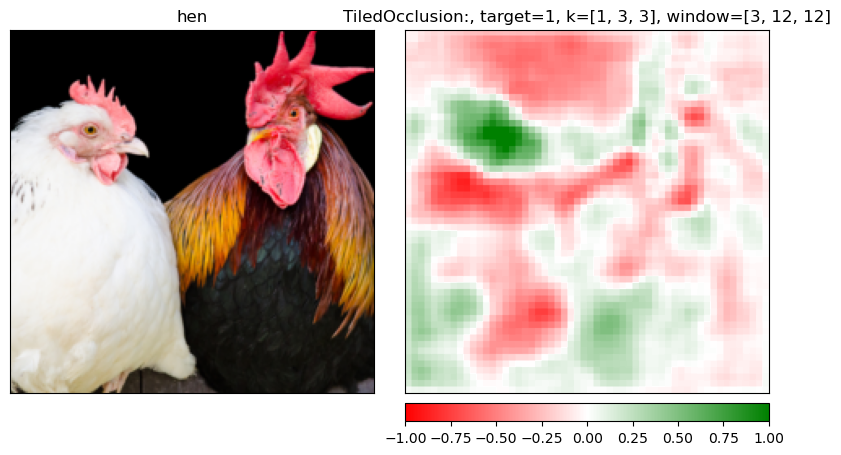 hen
TiledOcclusion:, target=1, k=[1, 3, 3], window=[3, 12, 12]
−1.00 −0.75 −0.50 −0.25 0.00 0.25 0.50 0.75 1.00